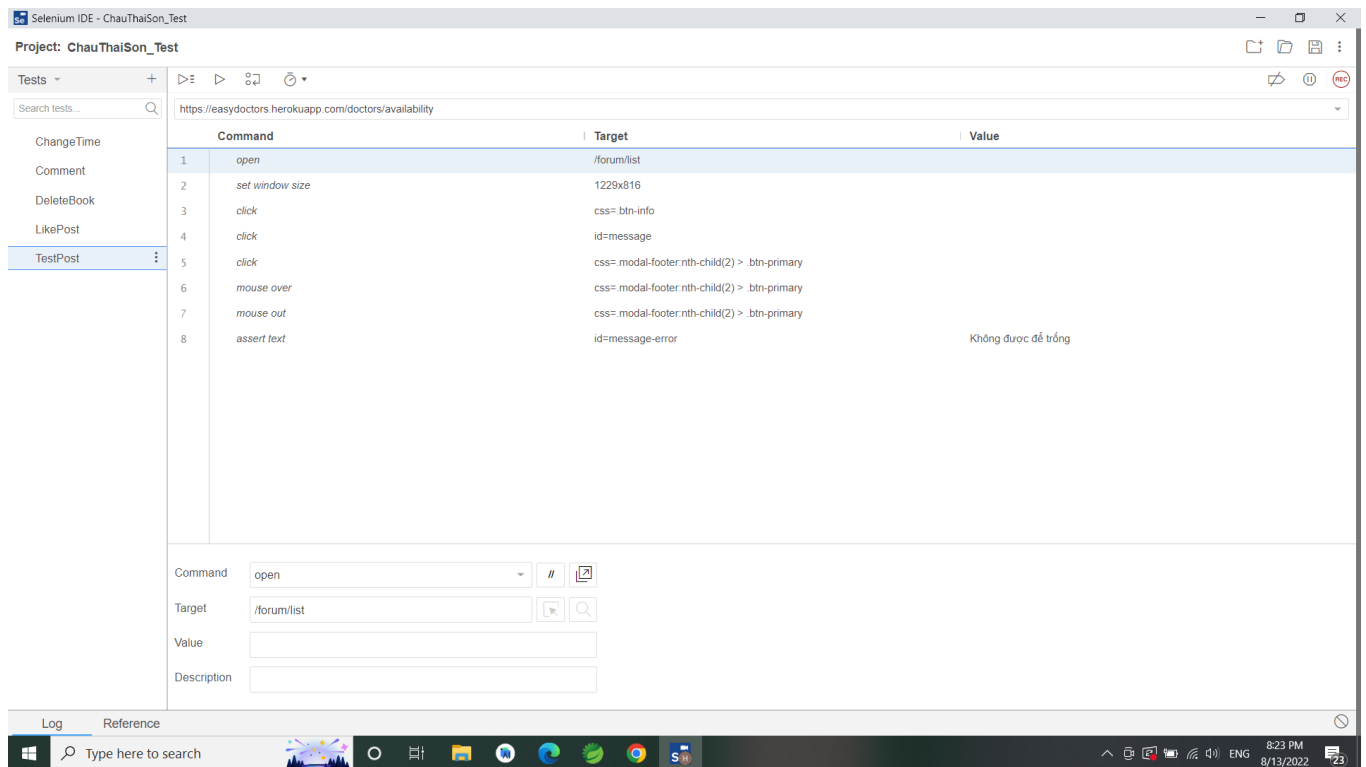 Selenium IDE - ChauThaiSon_Test
Project: ChauThaiSon_Test
Tests
Search tests...
https://easydoctors.herokuapp.com/doctors/availability
REC
ChangeTime
Comment
DeleteBook
LikePost
TestPost
Command Target Value
1 open /forum/list
2 set window size 1229x816
3 click css=.btn-info
4 click id=message
5 click css=.modal-footer:nth-child(2) > .btn-primary
6 mouse over css=.modal-footer:nth-child(2) > .btn-primary
7 mouse out css=.modal-footer:nth-child(2) > .btn-primary
8 assert text id=message-error Không được để trống
Command open //
Target /forum/list
Value
Description
Log Reference
Type here to search
ENG
8:23 PM
8/13/2022
23